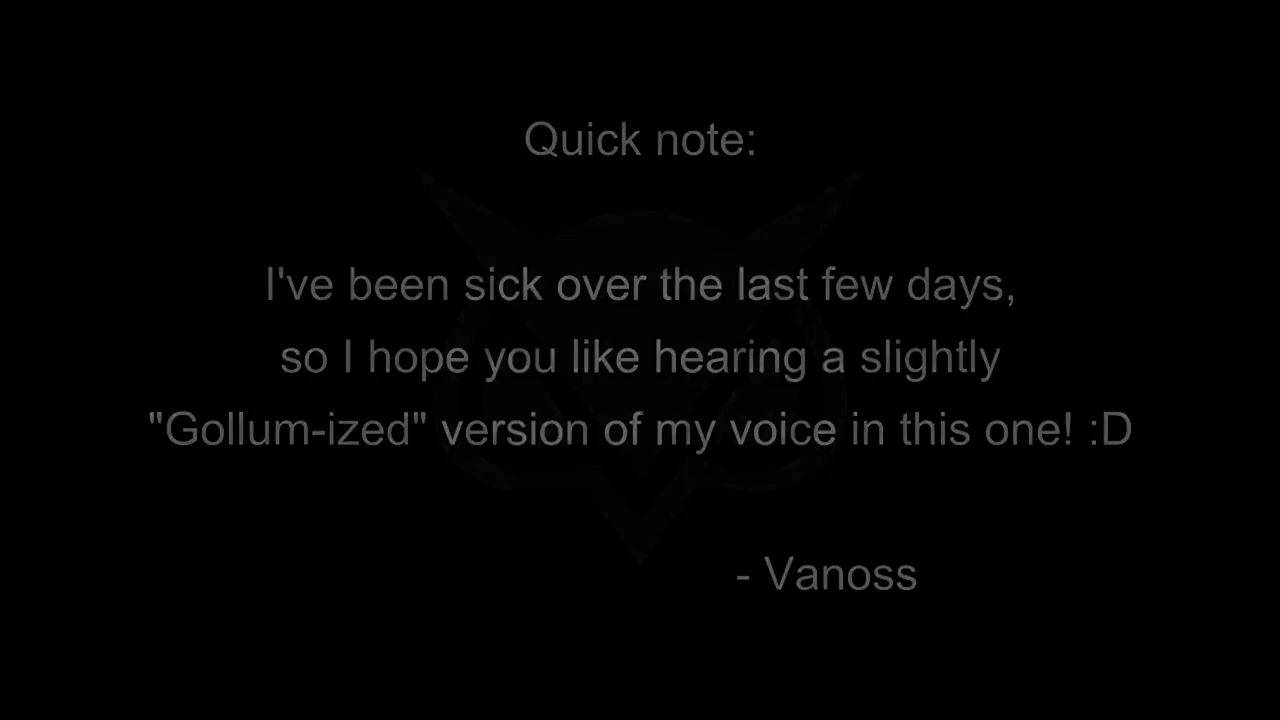 Quick note:
I've been sick over the last few days,
so I hope you like hearing a slightly
"Gollum-ized" version of my voice in this one! :D
- Vanoss